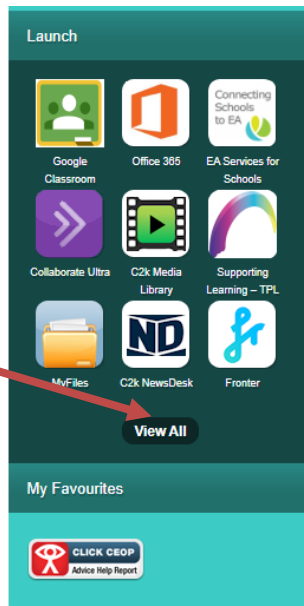 Launch
Connecting
Schools
to EA
Google
Classroom
Office 365
EA Services for
Schools
Collaborate Ultra
C2k Media
Library
Supporting
Learning – TPL
MyFiles
ND
C2k NewsDesk
fr
Fronter
View All
My Favourites
CLICK CEOP
Advice Help Report